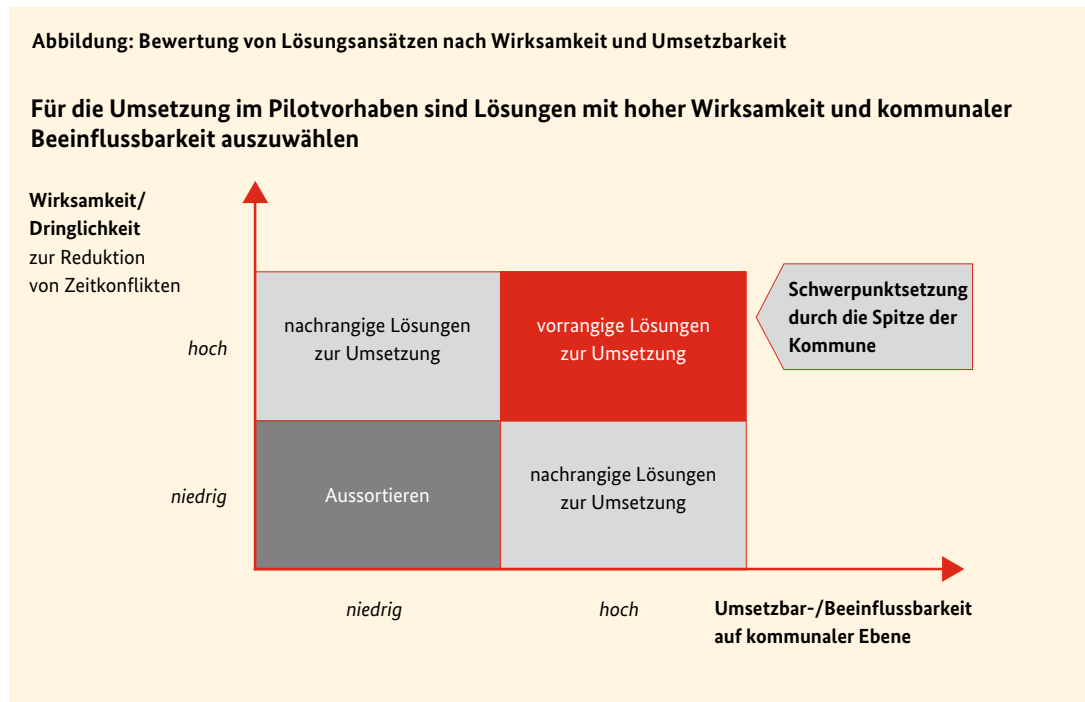 Abbildung: Bewertung von Lösungsansätzen nach Wirksamkeit und Umsetzbarkeit
Für die Umsetzung im Pilotvorhaben sind Lösungen mit hoher Wirksamkeit und kommunaler
Beeinflussbarkeit auszuwählen
Wirksamkeit/
Dringlichkeit
zur Reduktion
von Zeitkonflikten
hoch
niedrig
nachrangige Lösungen
zur Umsetzung
vorrangige Lösungen
zur Umsetzung
Schwerpunktsetzung
durch die Spitze der
Kommune
Aussortieren
nachrangige Lösungen
zur Umsetzung
niedrig
hoch
Umsetzbar-/Beeinflussbarkeit
auf kommunaler Ebene